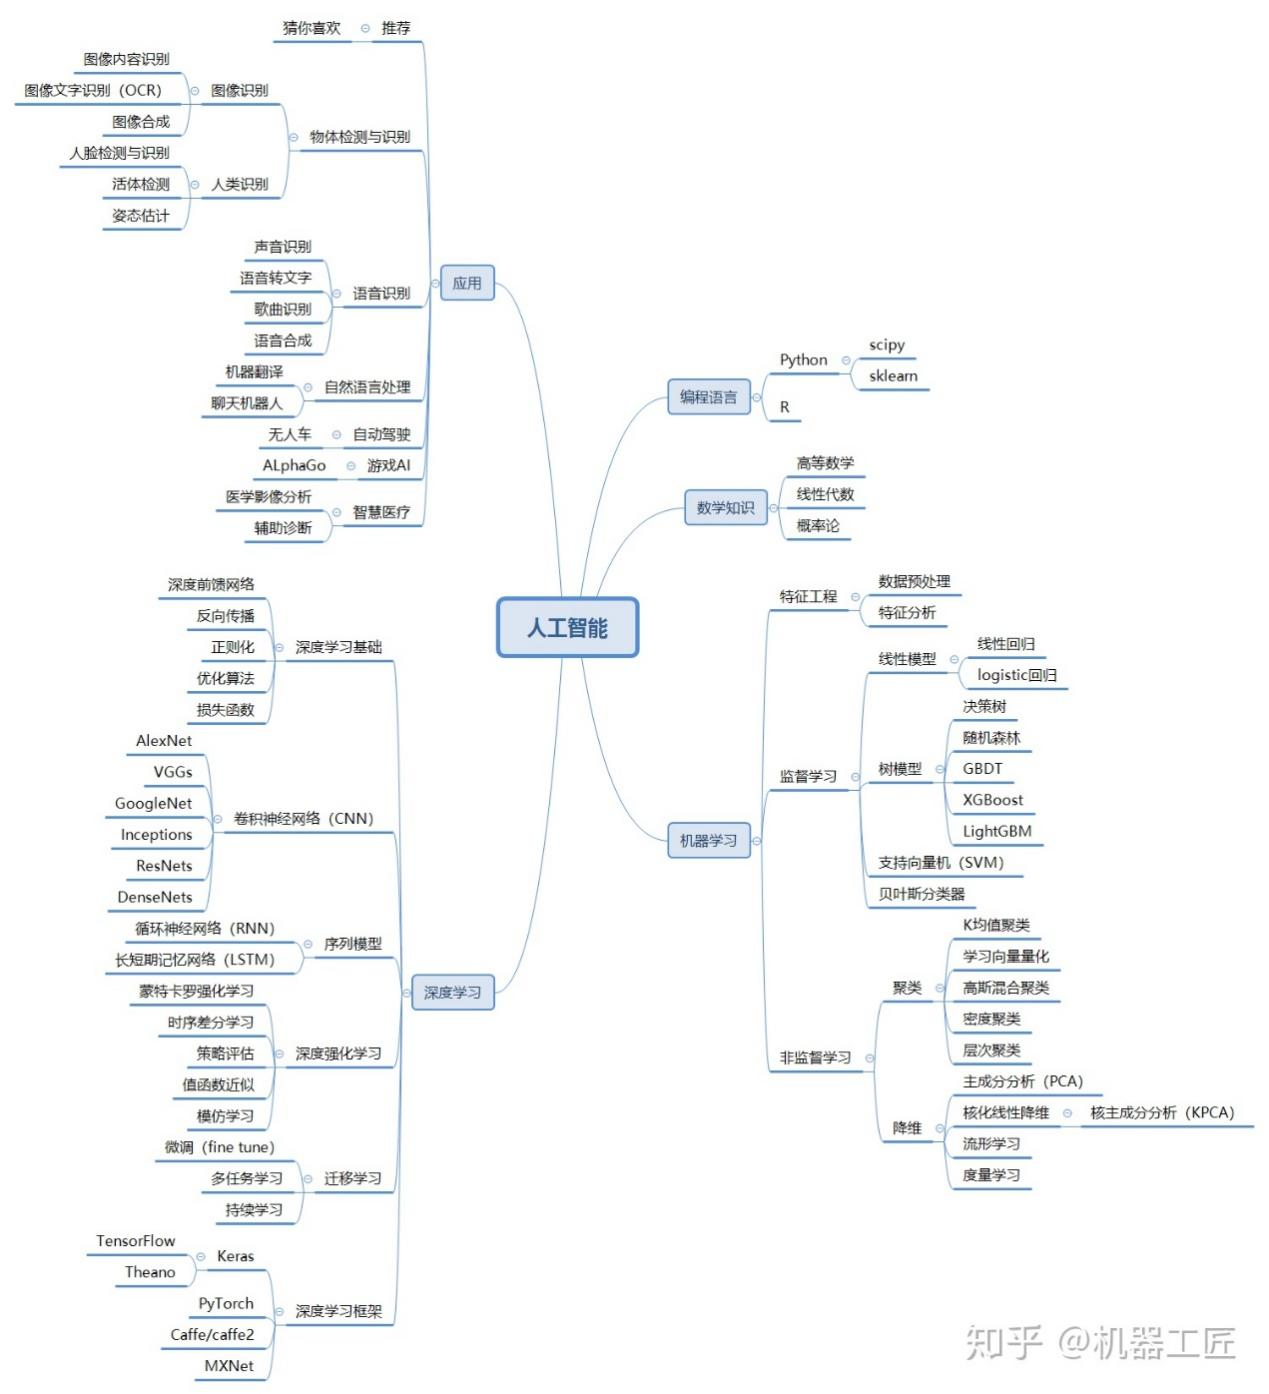 猜你喜欢
推荐
图像内容识别
图像文字识别（OCR）
图像识别
图像合成
物体检测与识别
人脸检测与识别
活体检测
人类识别
姿态估计
声音识别
语音转文字
语音识别
歌曲识别
语音合成
应用
机器翻译
自然语言处理
聊天机器人
无人车
自动驾驶
ALphaGo
游戏AI
医学影像分析
智慧医疗
辅助诊断
编程语言
Python
scipy
sklearn
R
数学知识
高等数学
线性代数
概率论
人工智能
深度前馈网络
反向传播
正则化
深度学习基础
优化算法
损失函数
AlexNet
VGGs
GoogleNet
卷积神经网络（CNN）
Inceptions
ResNets
DenseNets
循环神经网络（RNN）
序列模型
长短期记忆网络（LSTM）
深度学习
蒙特卡罗强化学习
时序差分学习
策略评估
深度强化学习
值函数近似
模仿学习
微调（fine tune）
多任务学习
迁移学习
持续学习
TensorFlow
Keras
Theano
深度学习框架
PyTorch
Caffe/caffe2
MXNet
机器学习
特征工程
数据预处理
特征分析
监督学习
线性模型
线性回归
logistic回归
树模型
决策树
随机森林
GBDT
XGBoost
LightGBM
支持向量机（SVM）
贝叶斯分类器
非监督学习
聚类
K均值聚类
学习向量量化
高斯混合聚类
密度聚类
层次聚类
降维
主成分分析（PCA）
核化线性降维
核主成分分析（KPCA）
流形学习
度量学习
知乎 @机器工匠